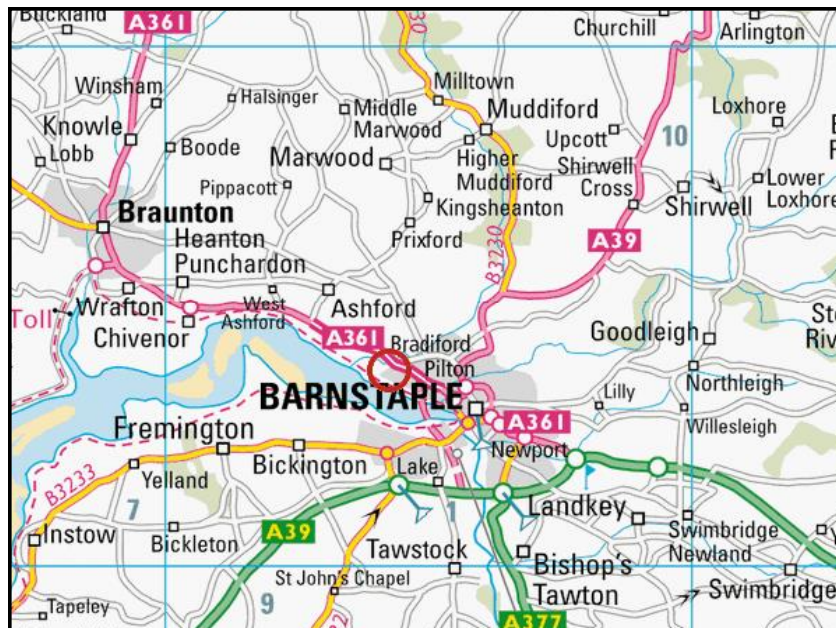 Buckland
A361
30
Churchill
Arlington
Winsham
Halsinger
Milltown
Middle
Marwood
Muddiford
Loxhore
Knowle
Lobb
Boode
Marwood
Higher
Muddiford
Upcott
10
Shirwell
Cross
Pippacott
Kingsheanton
Shirwell
Lower
Loxhore
Braunton
Prixford
Heanton
Punchardon
B3230
A39
West
Ashford
Ashford
Wrafton
Toll
Chivenor
A361
Bradiford
Pilton
Goodleigh
Northleigh
BARNSTAPLE
Lilly
Willesleigh
A361
Fremington
Bickington
Newport
Yelland
Lake
B3233
7
1
Landkey
Instow
Bickleton
A39
Tawstock
Swimbridge
Newland
Bishop's
Tawton
St John's Chapel
9
Swimbridge
Tapeley
A377